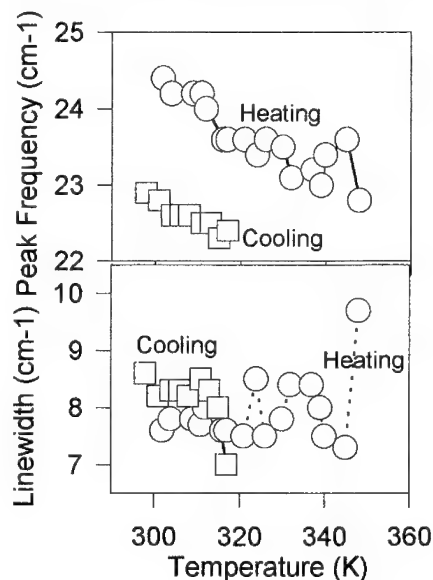 25
24
23
22
Peak Frequency (cm-1)
Heating
Cooling
10
9
8
7
Linewidth (cm-1)
Cooling
Heating
300
320
340
360
Temperature (K)